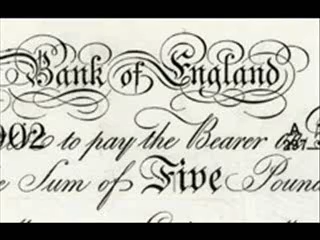 Bank of England
002 to pay the Bearer
e Sum of Five Pound